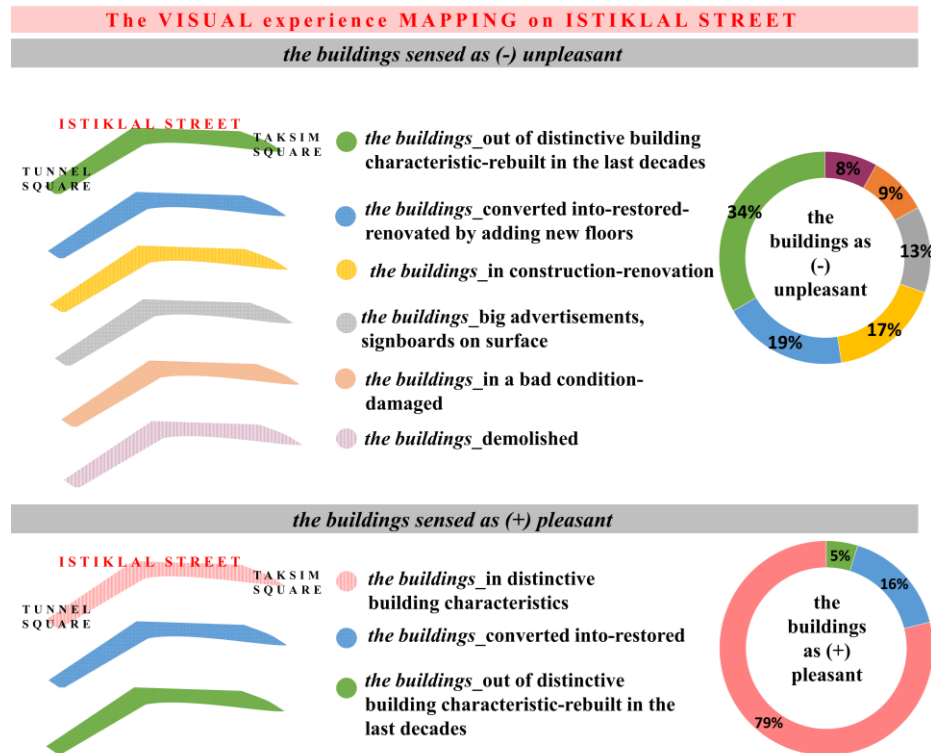 The VISUAL experience MAPPING on ISTIKLAL STREET
the buildings sensed as (-) unpleasant
ISTIKLAL STREET
TAKSIM
SQUARE
TUNNEL
SQUARE
the buildings_out of distinctive building
characteristic-rebuilt in the last decades
the buildings_converted into-restored-
renovated by adding new floors
the buildings_in construction-renovation
the buildings_big advertisements,
signboards on surface
the buildings_in a bad condition-
damaged
the buildings_demolished
8%
9%
13%
17%
19%
34%
the
buildings as
(-)
unpleasant
the buildings sensed as (+) pleasant
ISTIKLAL STREET
TAKSIM
SQUARE
TUNNEL
SQUARE
the buildings_in distinctive
building characteristics
the buildings_converted into-restored
the buildings_out of distinctive
building characteristic-rebuilt in the
last decades
5%
16%
79%
the
buildings
as (+)
pleasant